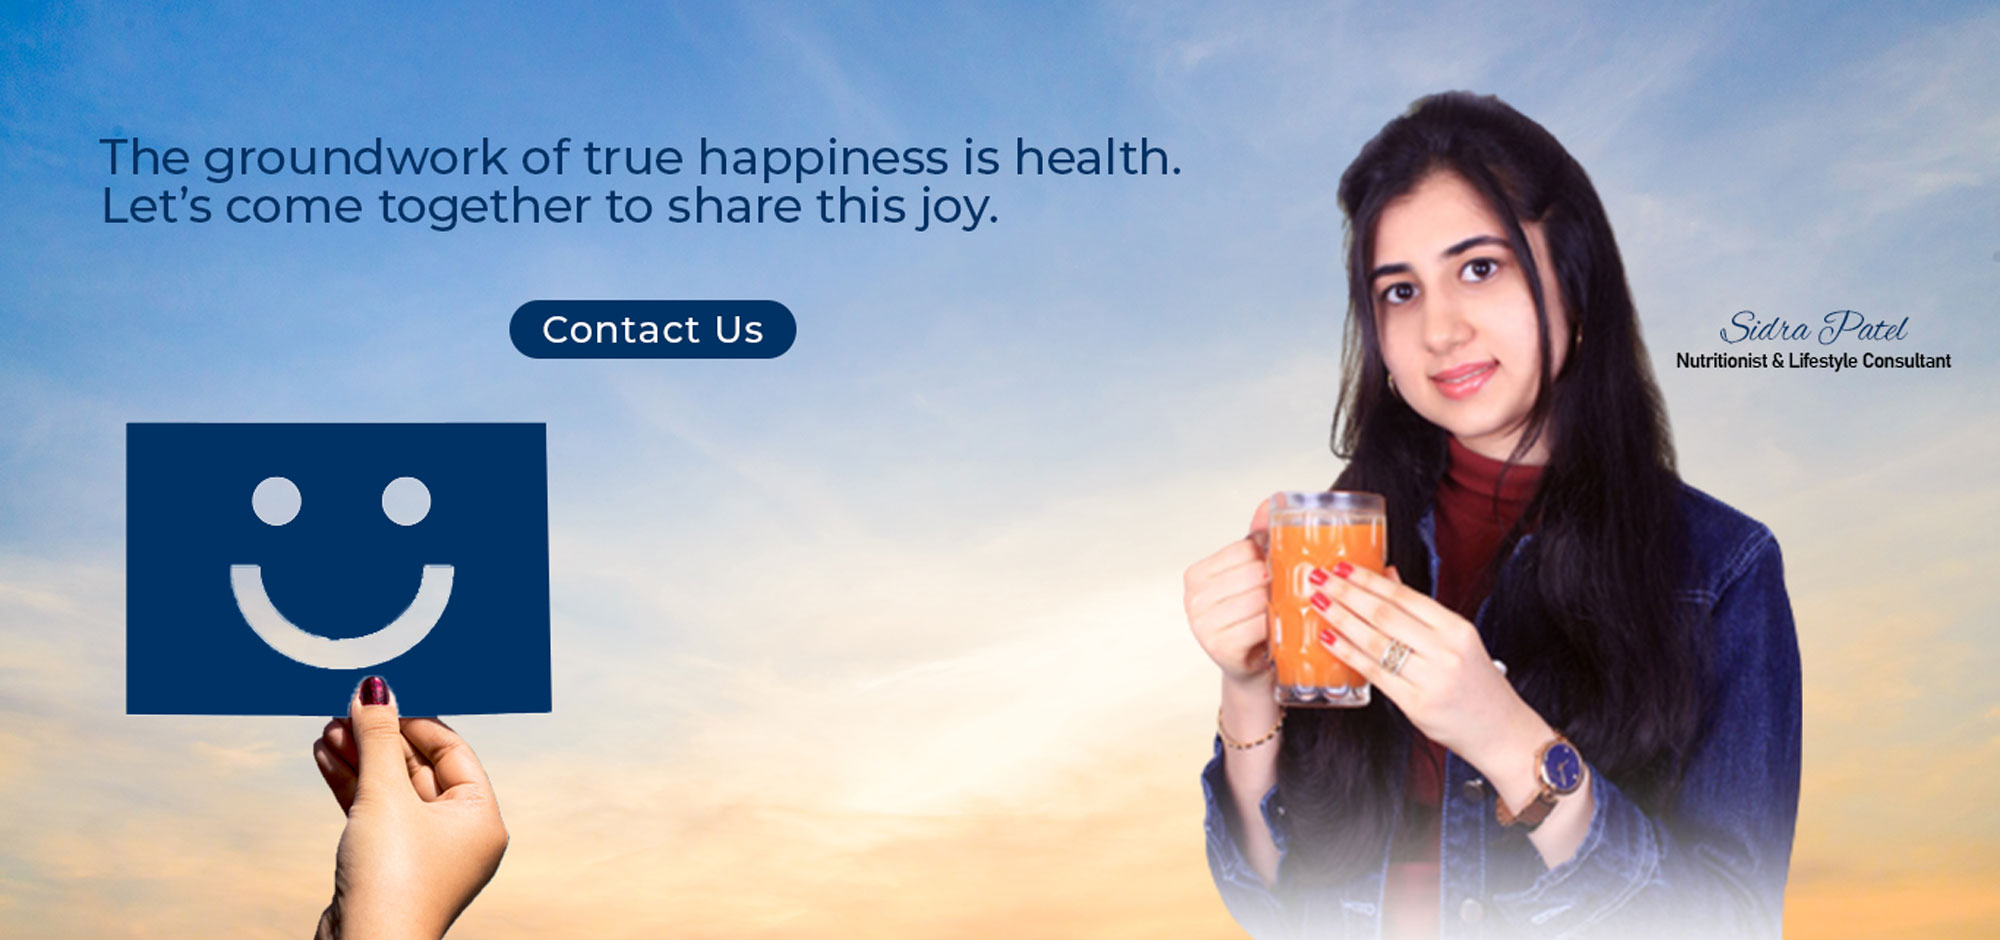 The groundwork of true happiness is health.
Let’s come together to share this joy.
Contact Us
Sidra Patel
Nutritionist & Lifestyle Consultant